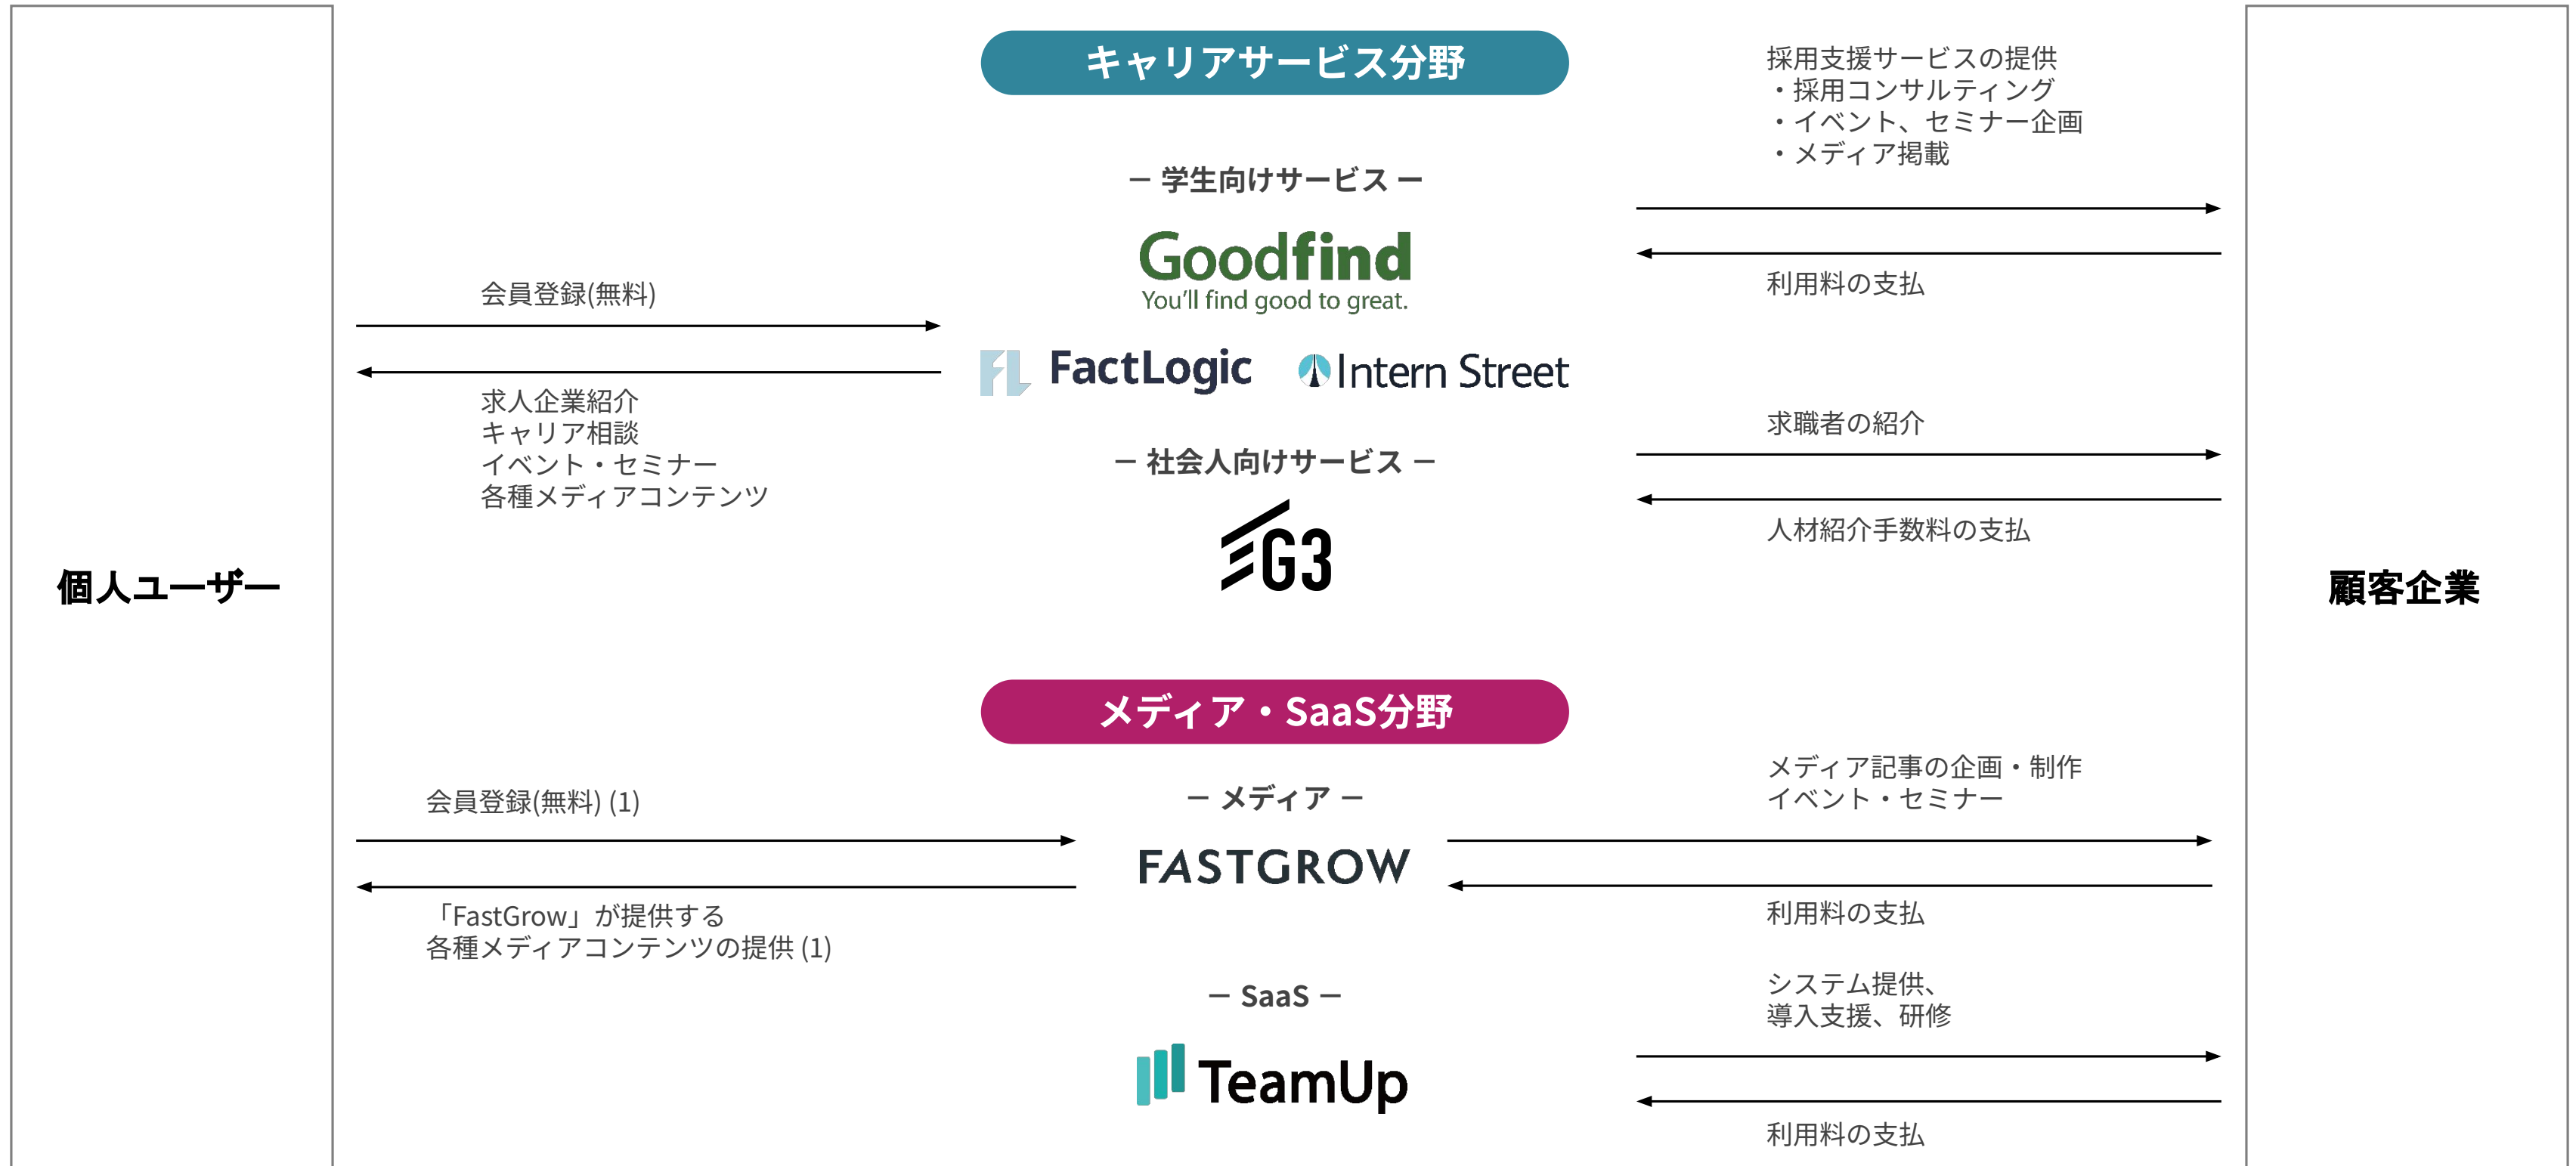 個人ユーザー
会員登録(無料)
求人企業紹介
キャリア相談
イベント・セミナー
各種メディアコンテンツ
会員登録(無料) (1)
「FastGrow」が提供する
各種メディアコンテンツの提供 (1)
キャリアサービス分野
― 学生向けサービス ー
Goodfind
You'll find good to great.
FL FactLogic
Intern Street
― 社会人向けサービス ―
G3
メディア・SaaS分野
― メディア ―
FASTGROW
― SaaS ―
TeamUp
採用支援サービスの提供
・採用コンサルティング
・イベント、セミナー企画
・メディア掲載
利用料の支払
求職者の紹介
人材紹介手数料の支払
メディア記事の企画・制作
イベント・セミナー
利用料の支払
システム提供、
導入支援、研修
利用料の支払
顧客企業